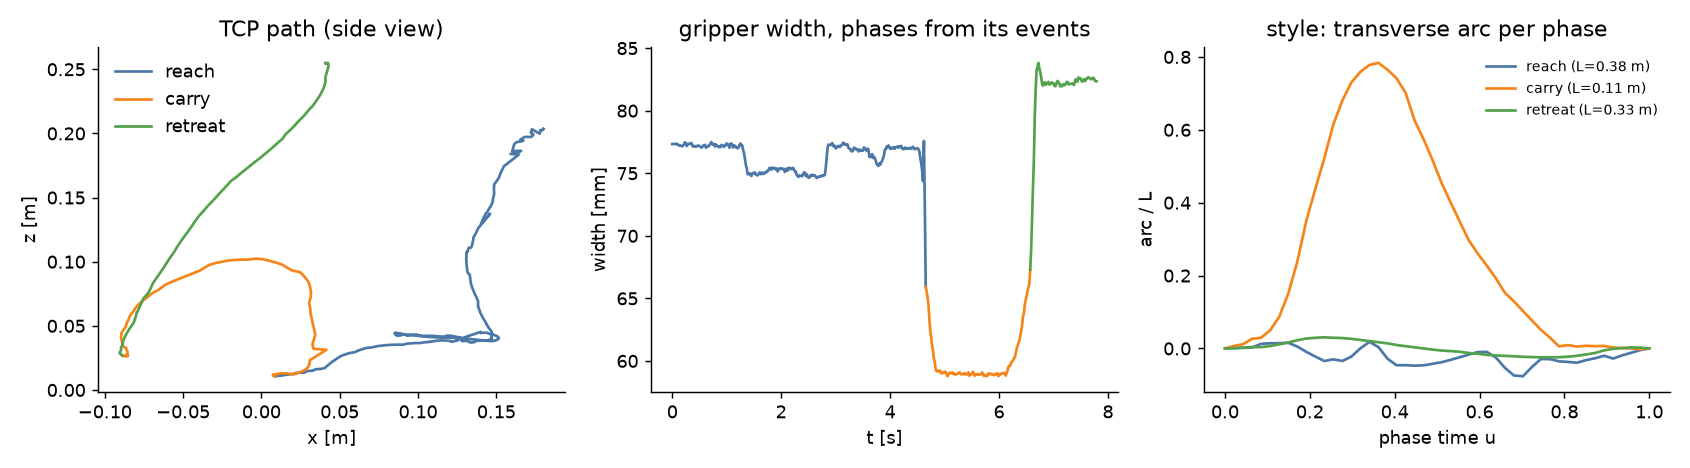 TCP path (side view)
reach
carry
retreat
z [m]
0.25
0.20
0.15
0.10
0.05
0.00
−0.10
−0.05
0.00
0.05
0.10
0.15
x [m]
gripper width, phases from its events
width [mm]
85
80
75
70
65
60
0
2
4
6
8
t [s]
style: transverse arc per phase
reach (L=0.38 m)
carry (L=0.11 m)
retreat (L=0.33 m)
arc / L
0.8
0.6
0.4
0.2
0.0
0.0
0.2
0.4
0.6
0.8
1.0
phase time u